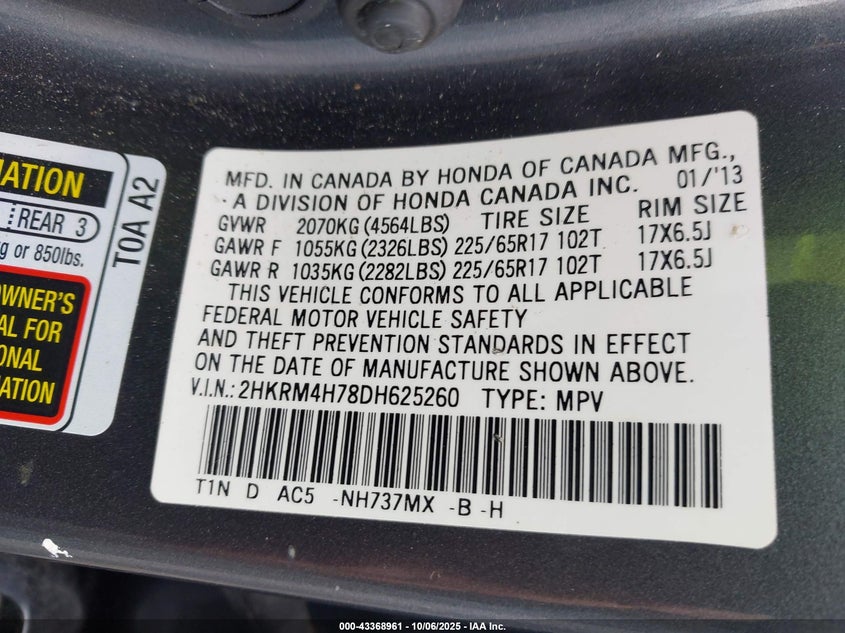 MATION
REAR 3
kg or 850lbs.
OWNER'S
AL FOR
ONAL
MATION
T0A A2
MFD. IN CANADA BY HONDA OF CANADA MFG.,
A DIVISION OF HONDA CANADA INC. 01/'13
GVWR 2070KG (4564LBS) TIRE SIZE RIM SIZE
GAWR F 1055KG (2326LBS) 225/65R17 102T 17X6.5J
GAWR R 1035KG (2282LBS) 225/65R17 102T 17X6.5J
THIS VEHICLE CONFORMS TO ALL APPLICABLE
FEDERAL MOTOR VEHICLE SAFETY
AND THEFT PREVENTION STANDARDS IN EFFECT
ON THE DATE OF MANUFACTURE SHOWN ABOVE.
V.I.N.: 2HKRM4H78DH625260 TYPE: MPV
T1N D AC5 -NH737MX -B -H
000-43368961 - 10/06/2025 - IAA Inc.